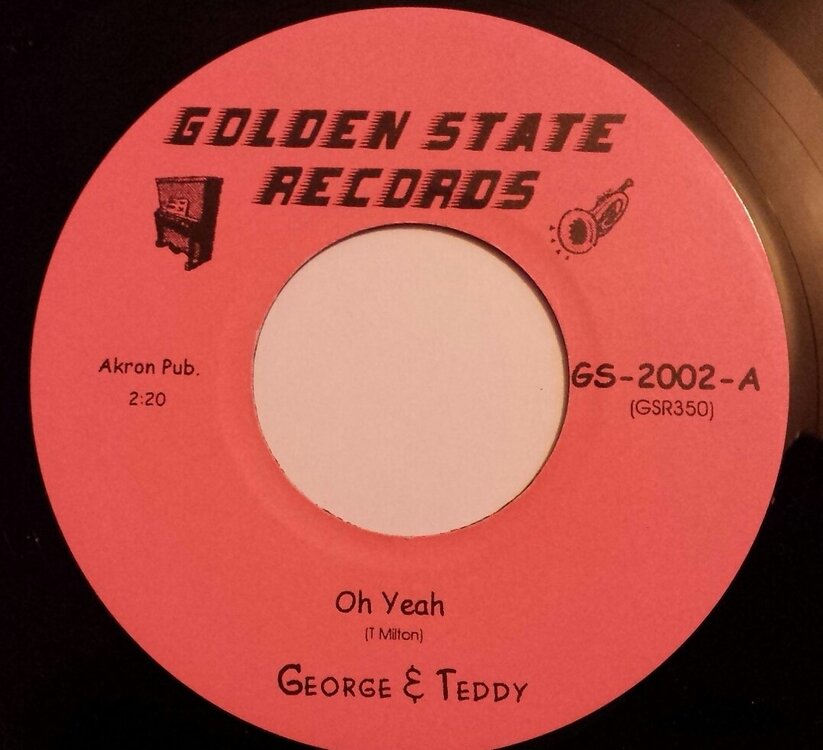 GOLDEN STATE
RECORDS
Akron Pub.
2:20
GS-2002-A
(GSR350)
Oh Yeah
(T Milton)
GEORGE & TEDDY